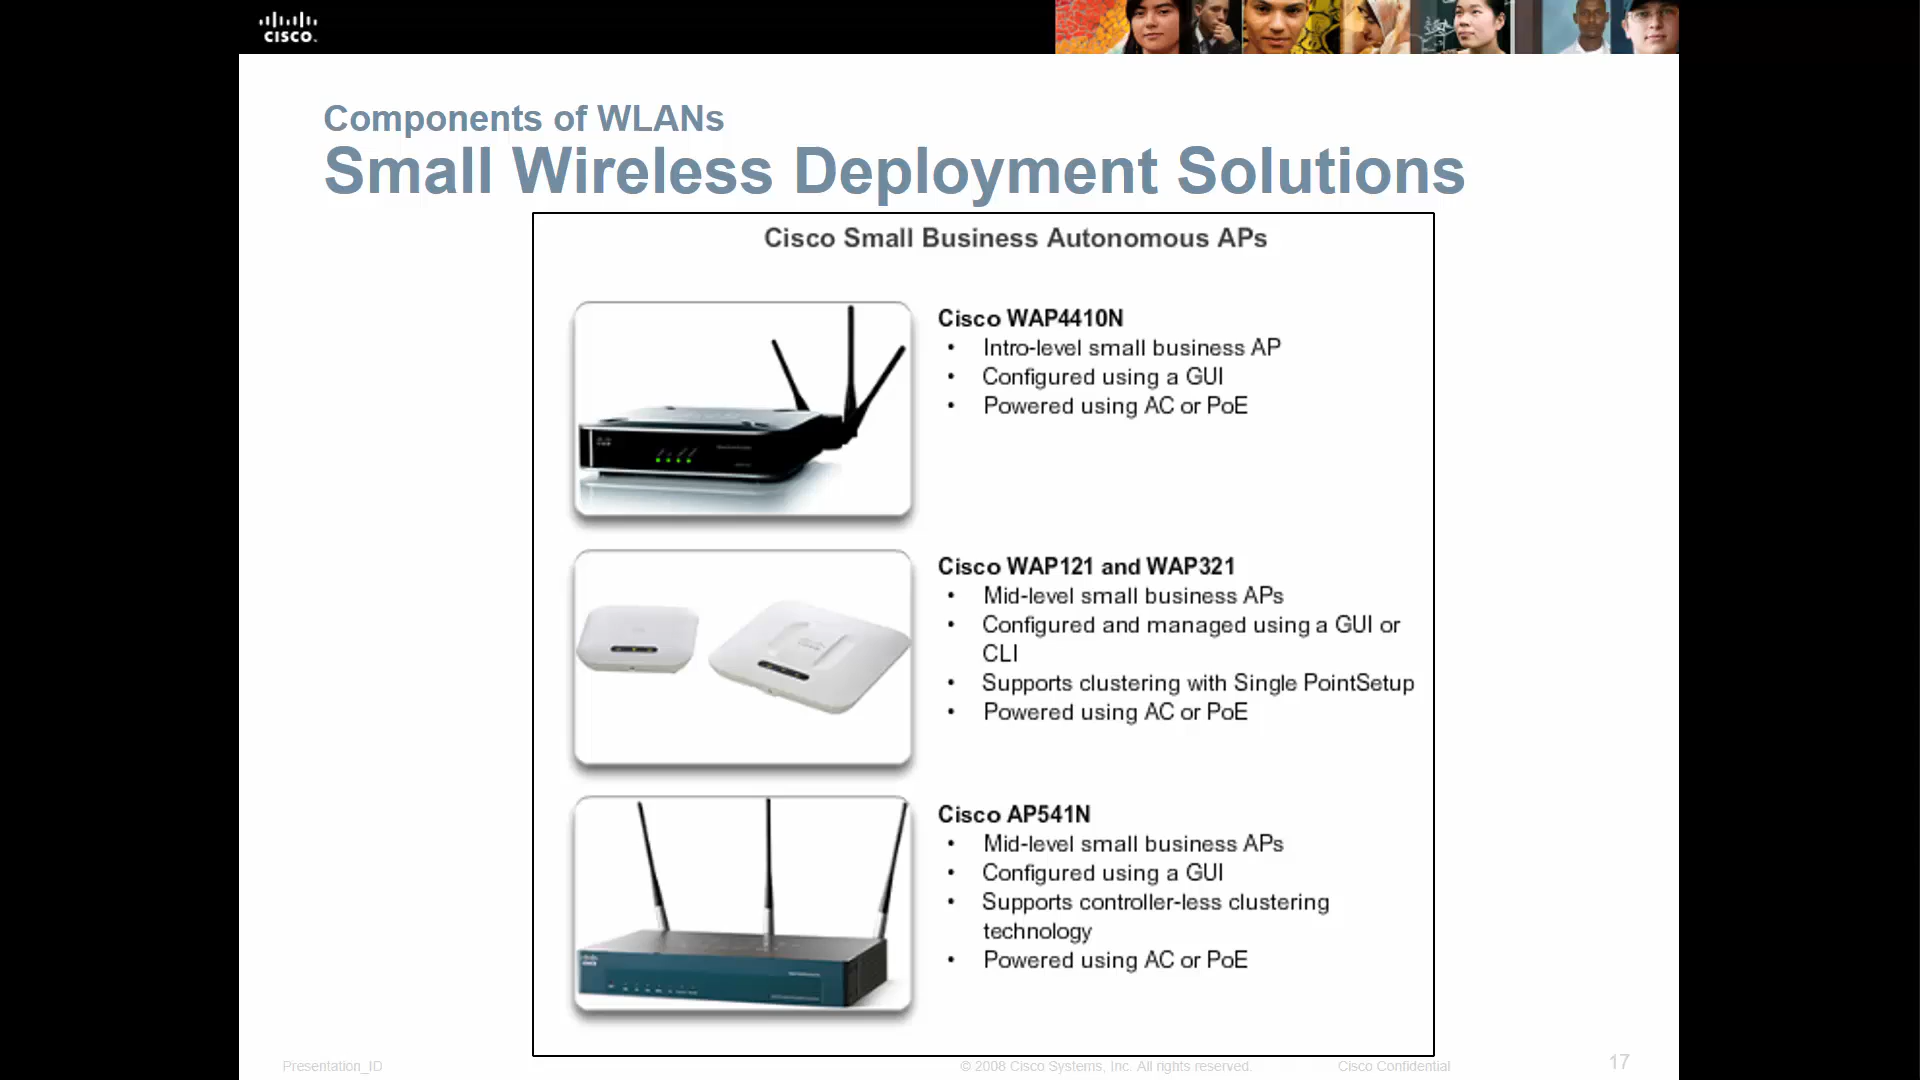 CISCO.
Components of WLANs
Small Wireless Deployment Solutions
Cisco Small Business Autonomous APs
Cisco WAP4410N
• Intro-level small business AP
• Configured using a GUI
• Powered using AC or PoE
Cisco WAP121 and WAP321
• Mid-level small business APs
• Configured and managed using a GUI or
CLI
• Supports clustering with Single PointSetup
• Powered using AC or PoE
Cisco AP541N
• Mid-level small business APs
• Configured using a GUI
• Supports controller-less clustering
technology
• Powered using AC or PoE
Presentation_ID
© 2008 Cisco Systems, Inc. All rights reserved.
Cisco Confidential
17